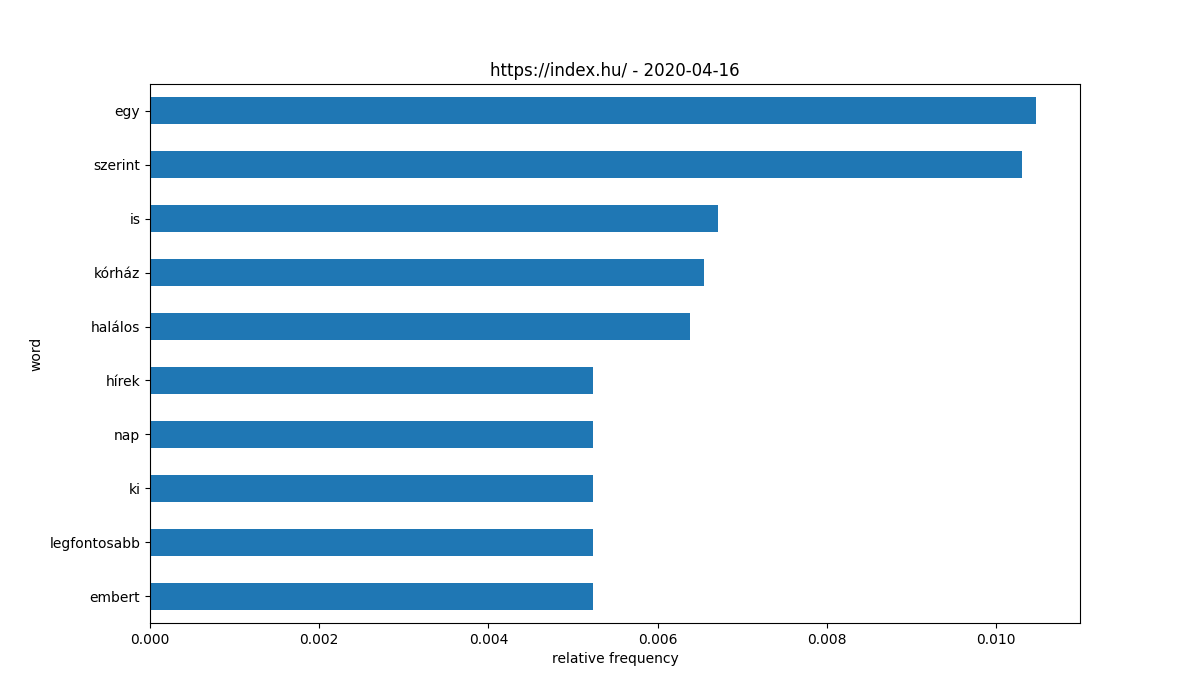 https://index.hu/ - 2020-04-16
egy
szerint
is
kórház
halálos
hírek
nap
ki
legfontosabb
embert
word
0.000 0.002 0.004 0.006 0.008 0.010
relative frequency